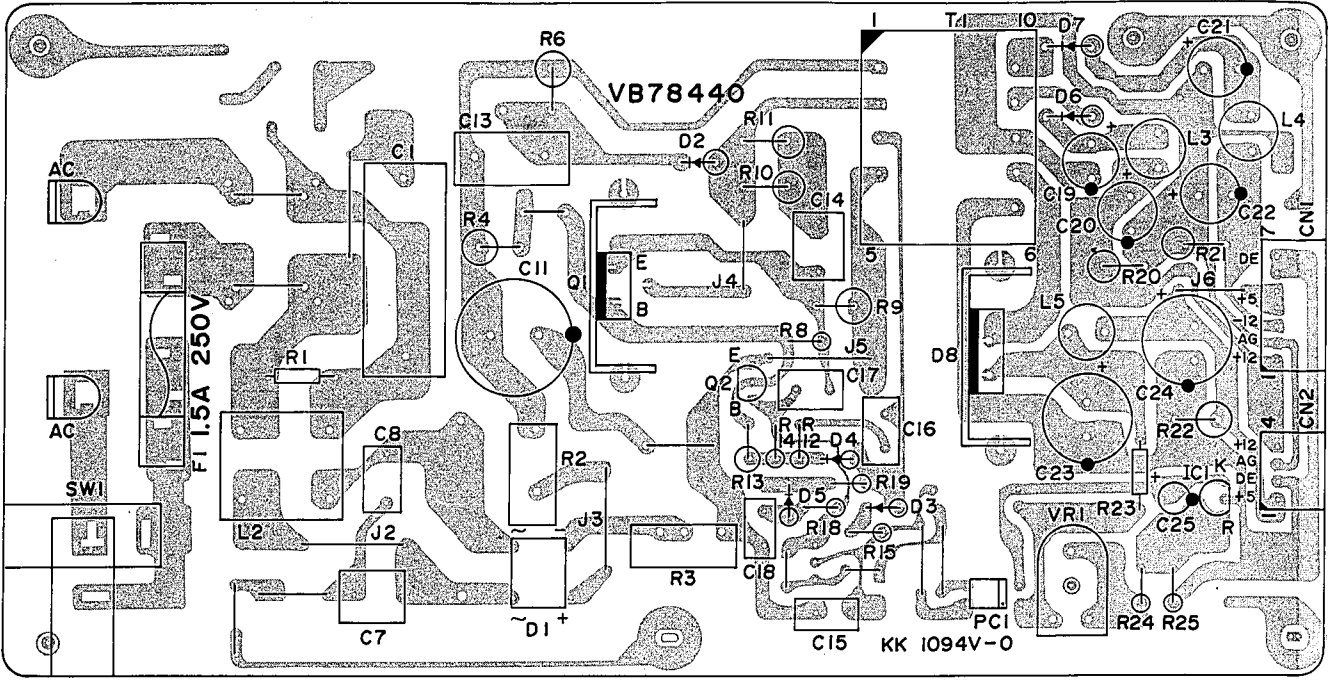 1 T1 10
D7
C21
R6
VB78440
D6
C13
C1
R11
D2
L3
L4
AC
R10
C19
C14
C20
C22
CN1
7
R4
5
6
R21
DE
R20
C11
Q1
E
J4
J6
+5
B
R9
L5
-12
F1 1.5A 250V
AG
R8
J5
+12
R1
E
D8
1
Q2
C17
C24
B
CN2
AC
C16
R22
4
C8
R R
14 12
D4
+12
R2
C23
AG
SW1
R13
R19
IC1 K
DE
+5
1
D5
D3
R23
L2
J2
J3
R18
VR1
C25
R
R15
C18
R3
~ -
~ +
D1
C7
C15
KK 1094V-0
PC1
R24 R25